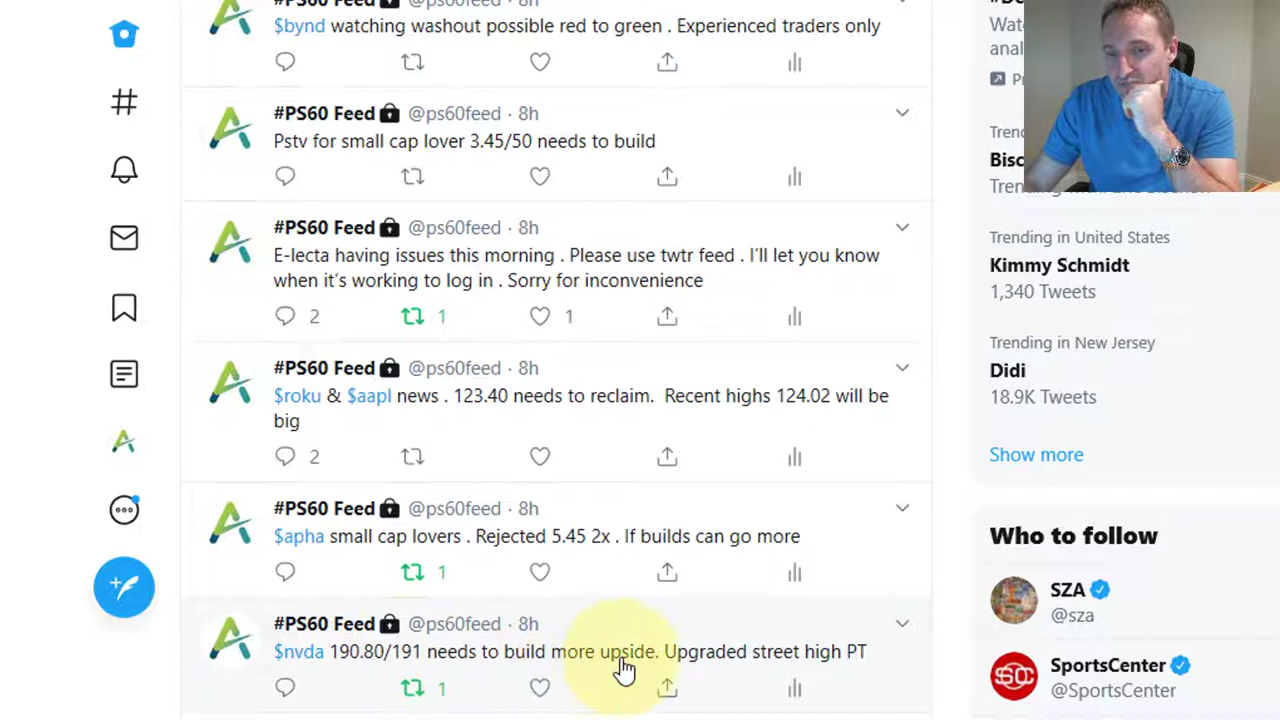 #PS60 Feed @ps60feed ·
$bynd watching washout possible red to green . Experienced traders only
#PS60 Feed @ps60feed · 8h
Pstv for small cap lover 3.45/50 needs to build
#PS60 Feed @ps60feed · 8h
E-lecta having issues this morning . Please use twtr feed . I'll let you know
when it's working to log in . Sorry for inconvenience
2 1 1
#PS60 Feed @ps60feed · 8h
$roku & $aapl news . 123.40 needs to reclaim. Recent highs 124.02 will be
big
2
#PS60 Feed @ps60feed · 8h
$apha small cap lovers . Rejected 5.45 2x . If builds can go more
1
#PS60 Feed @ps60feed · 8h
$nvda 190.80/191 needs to build more upside. Upgraded street high PT
1
Trending in United States
Kimmy Schmidt
1,340 Tweets
Trending in New Jersey
Didi
18.9K Tweets
Show more
Who to follow
SZA
@sza
SportsCenter
@SportsCenter